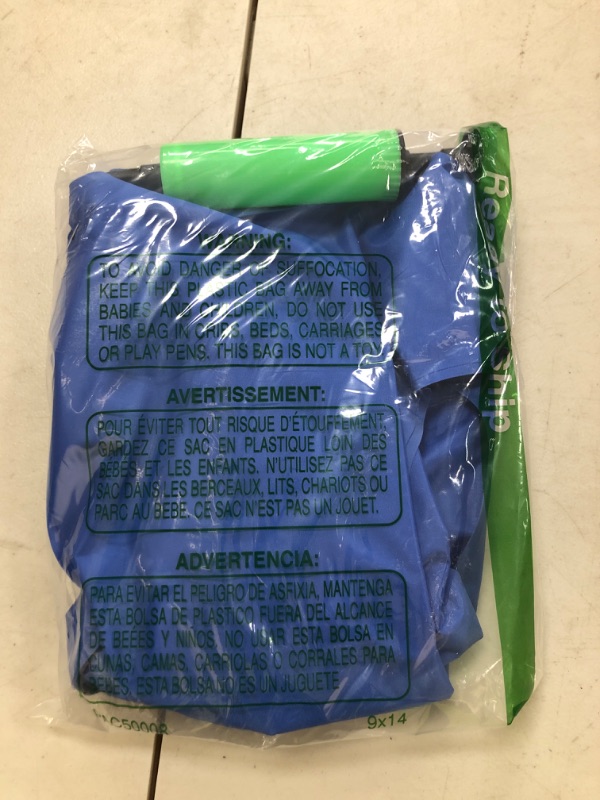 WARNING:
TO AVOID DANGER OF SUFFOCATION,
KEEP THIS PLASTIC BAG AWAY FROM
BABIES AND CHILDREN, DO NOT USE
THIS BAG IN CRIBS, BEDS, CARRIAGES
OR PLAY PENS. THIS BAG IS NOT A TOY
AVERTISSEMENT:
POUR ÉVITER TOUT RISQUE D'ÉTOUFFEMENT,
GARDEZ CE SAC EN PLASTIQUE LOIN DES
BEBES ET LES ENFANTS. N'UTILISEZ PAS CE
SAC DANS LES BERCEAUX, LITS, CHARIOTS OU
PARC AU BEBE. CE SAC N'EST PAS UN JOUET.
ADVERTENCIA:
PARA EVITAR EL PELIGRO DE ASFIXIA, MANTENGA
ESTA BOLSA DE PLASTICO FUERA DEL ALCANCE
DE BEBES Y NINOS, NO USAR ESTA BOLSA EN
CUNAS, CAMAS, CARRIOLAS O CORRALES PARA
BEBES. ESTA BOLSA NO ES UN JUGUETE
9x14
Ship